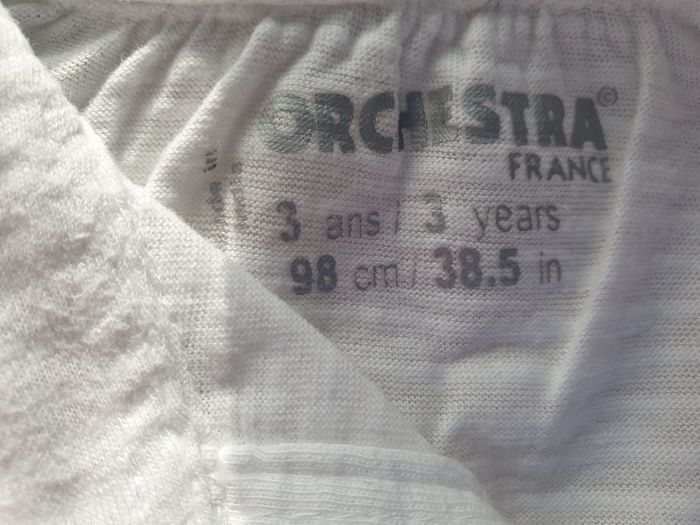 ORCHESTRA©
FRANCE
3 ans / 3 years
98 cm / 38.5 in